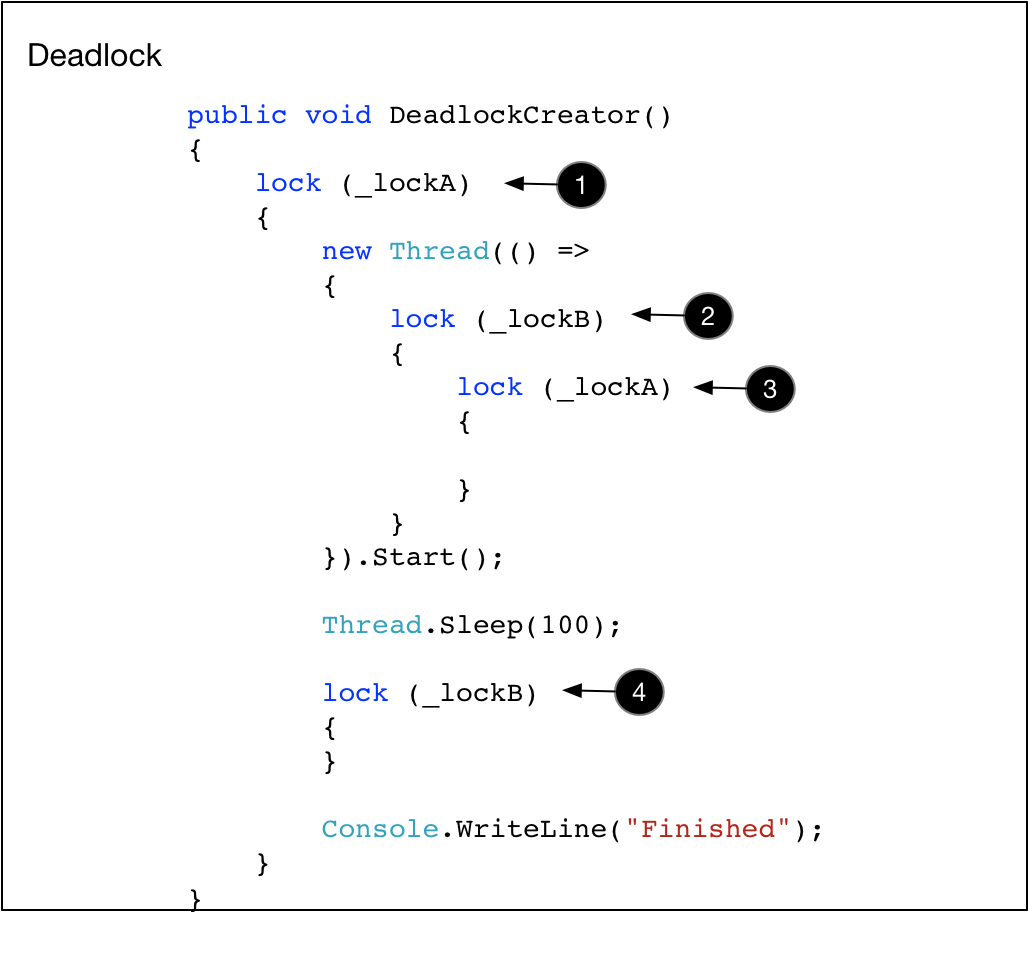 Deadlock
public void DeadlockCreator()
{
lock (_lockA) 1
{
new Thread(() =>
{
lock (_lockB) 2
{
lock (_lockA) 3
{
}
}
}).Start();
Thread.Sleep(100);
lock (_lockB) 4
{
}
Console.WriteLine("Finished");
}
}